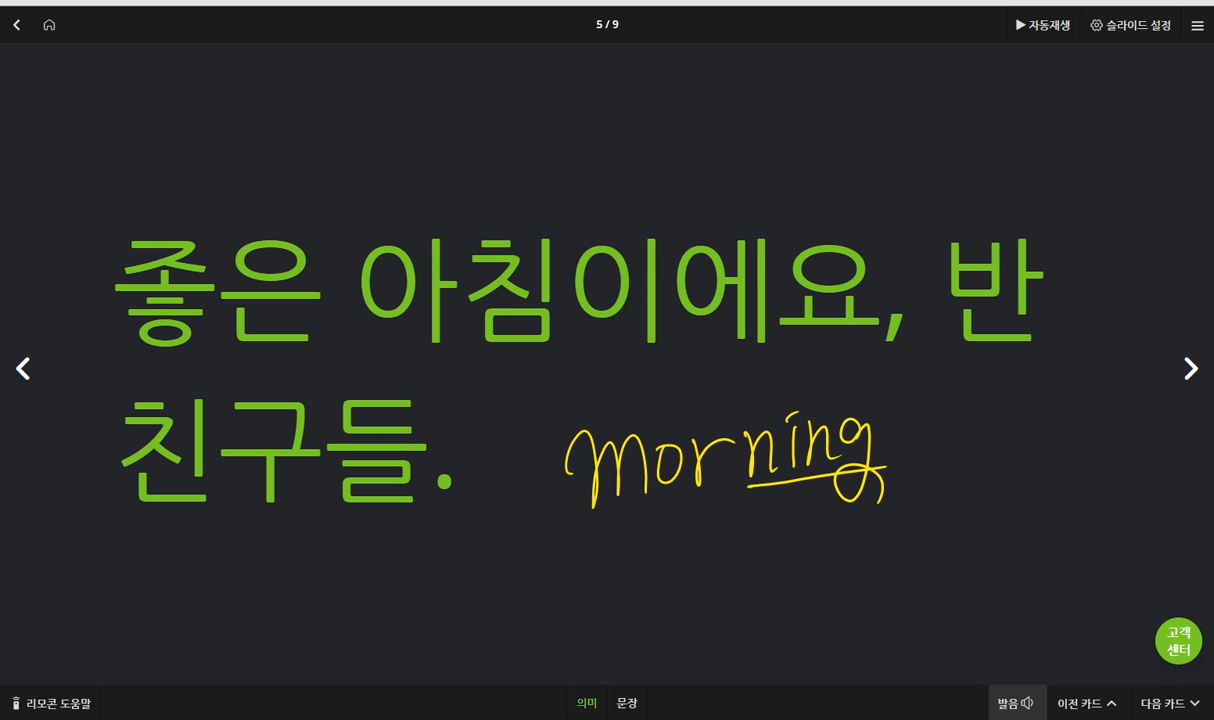 5 / 9
자동재생
슬라이드 설정
좋은 아침이에요, 반
친구들.
morning
고객
센터
리모콘 도움말
의미
문장
발음
이전 카드
다음 카드